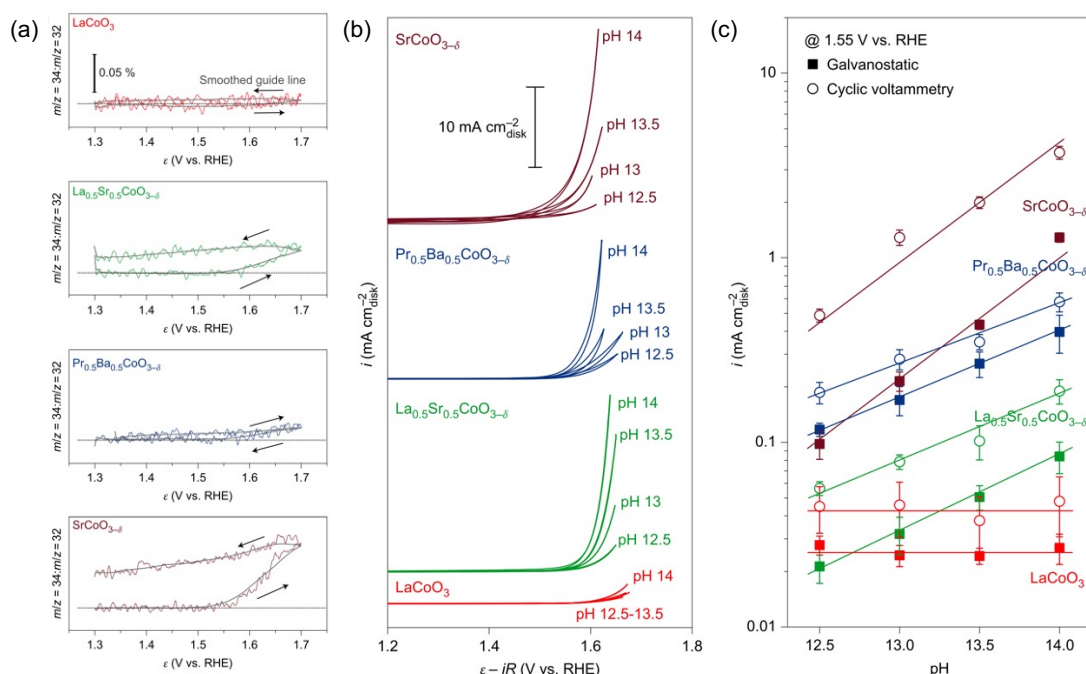 (a)
LaCoO3
0.05 %
Smoothed guide line
m/z = 34:m/z = 32
1.3 1.4 1.5 1.6 1.7
ε (V vs. RHE)
La0.5Sr0.5CoO3–δ
m/z = 34:m/z = 32
1.3 1.4 1.5 1.6 1.7
ε (V vs. RHE)
Pr0.5Ba0.5CoO3–δ
m/z = 34:m/z = 32
1.3 1.4 1.5 1.6 1.7
ε (V vs. RHE)
SrCoO3–δ
m/z = 34:m/z = 32
1.3 1.4 1.5 1.6 1.7
ε (V vs. RHE)
(b)
SrCoO3–δ
pH 14
10 mA cm−2disk
pH 13.5
pH 13
pH 12.5
Pr0.5Ba0.5CoO3–δ
pH 14
pH 13.5
pH 13
pH 12.5
La0.5Sr0.5CoO3–δ
pH 14
pH 13.5
pH 13
pH 12.5
LaCoO3
pH 14
pH 12.5-13.5
i (mA cm−2disk)
1.2 1.4 1.6 1.8
ε – iR (V vs. RHE)
(c)
@ 1.55 V vs. RHE
Galvanostatic
Cyclic voltammetry
SrCoO3–δ
Pr0.5Ba0.5CoO3–δ
La0.5Sr0.5CoO3–δ
LaCoO3
i (mA cm−2disk)
10
1
0.1
0.01
12.5 13.0 13.5 14.0
pH